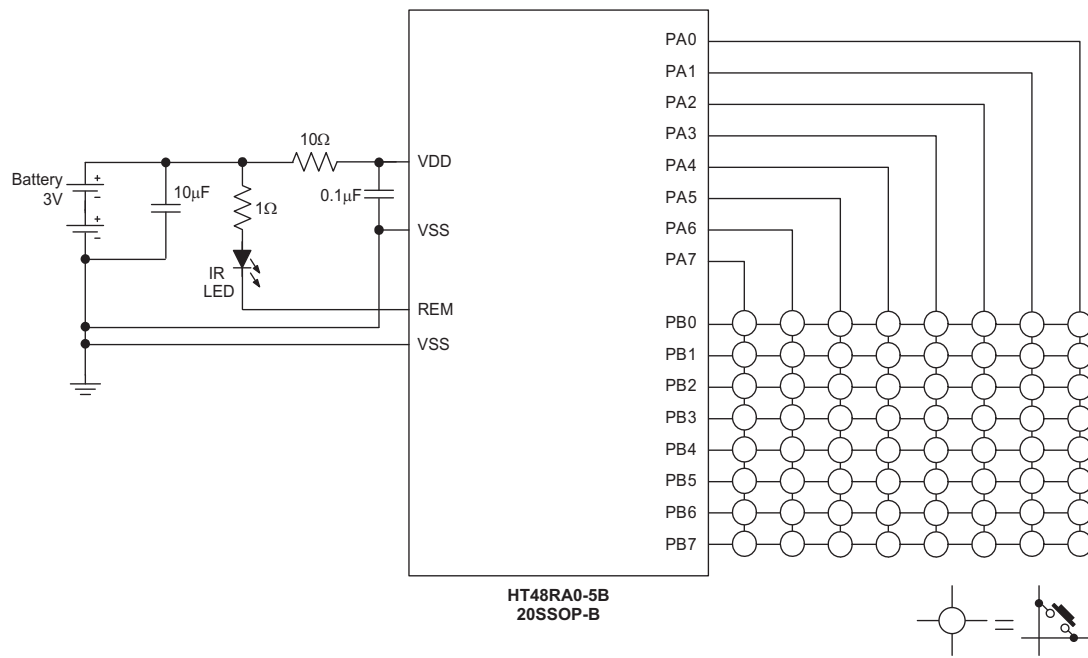 PA0
PA1
PA2
PA3
PA4
PA5
PA6
PA7
10Ω
VDD
Battery
3V
+
-
+
-
10μF
1Ω
0.1μF
VSS
IR
LED
REM
VSS
PB0
PB1
PB2
PB3
PB4
PB5
PB6
PB7
HT48RA0-5B
20SSOP-B
=